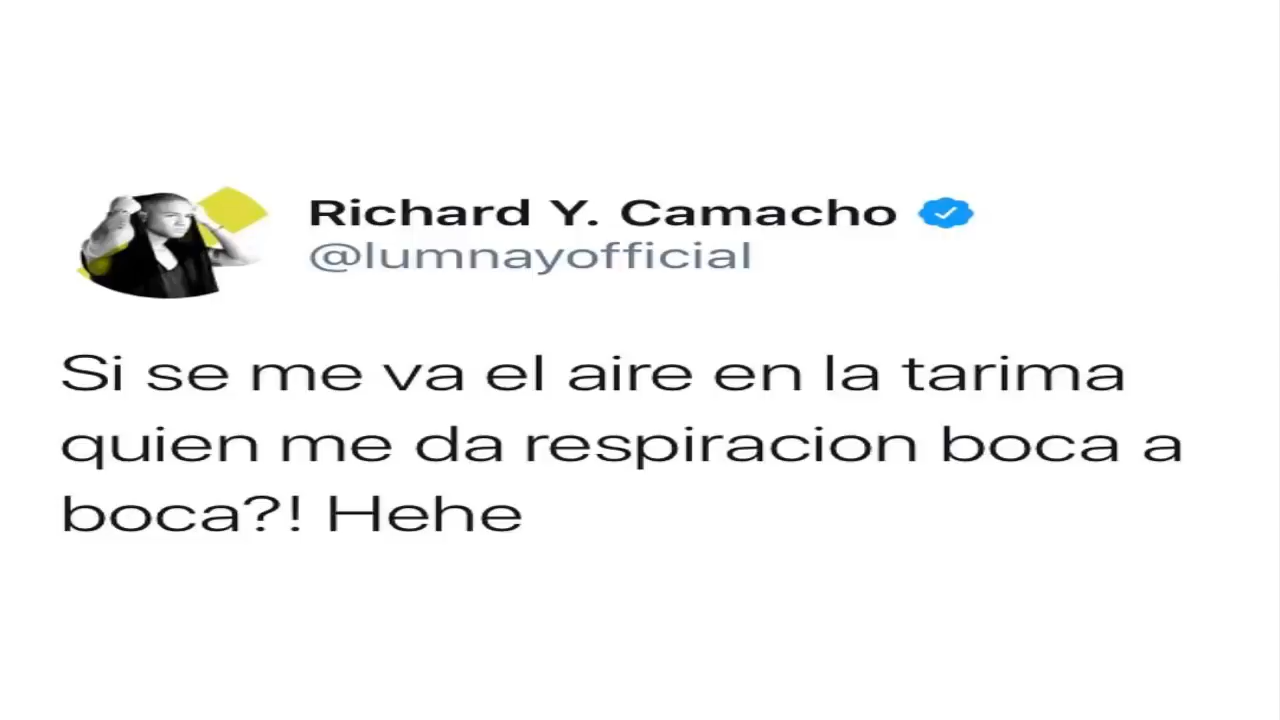 Richard Y. Camacho
@lumnayofficial
Si se me va el aire en la tarima
quien me da respiracion boca a
boca?! Hehe